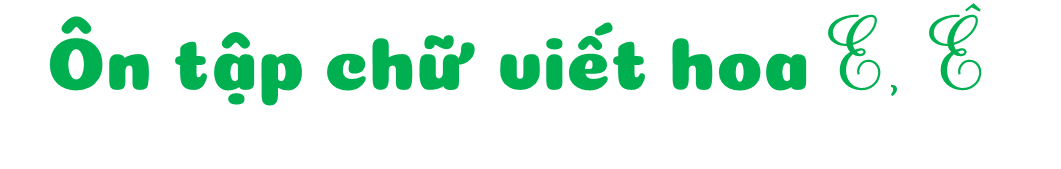 Ôn tập chữ viết hoa E, Ê